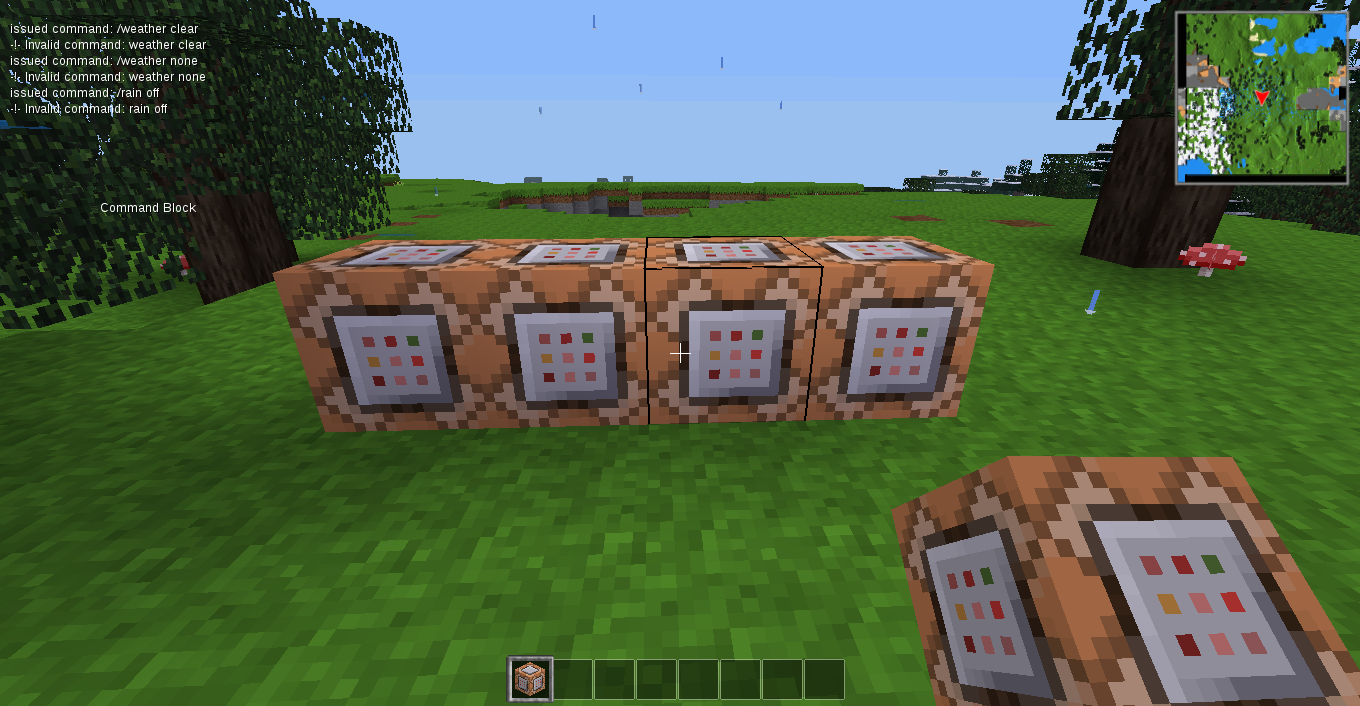 issued command: /weather clear
-!- Invalid command: weather clear
issued command: /weather none
-!- Invalid command: weather none
issued command: /rain off
-!- Invalid command: rain off
Command Block